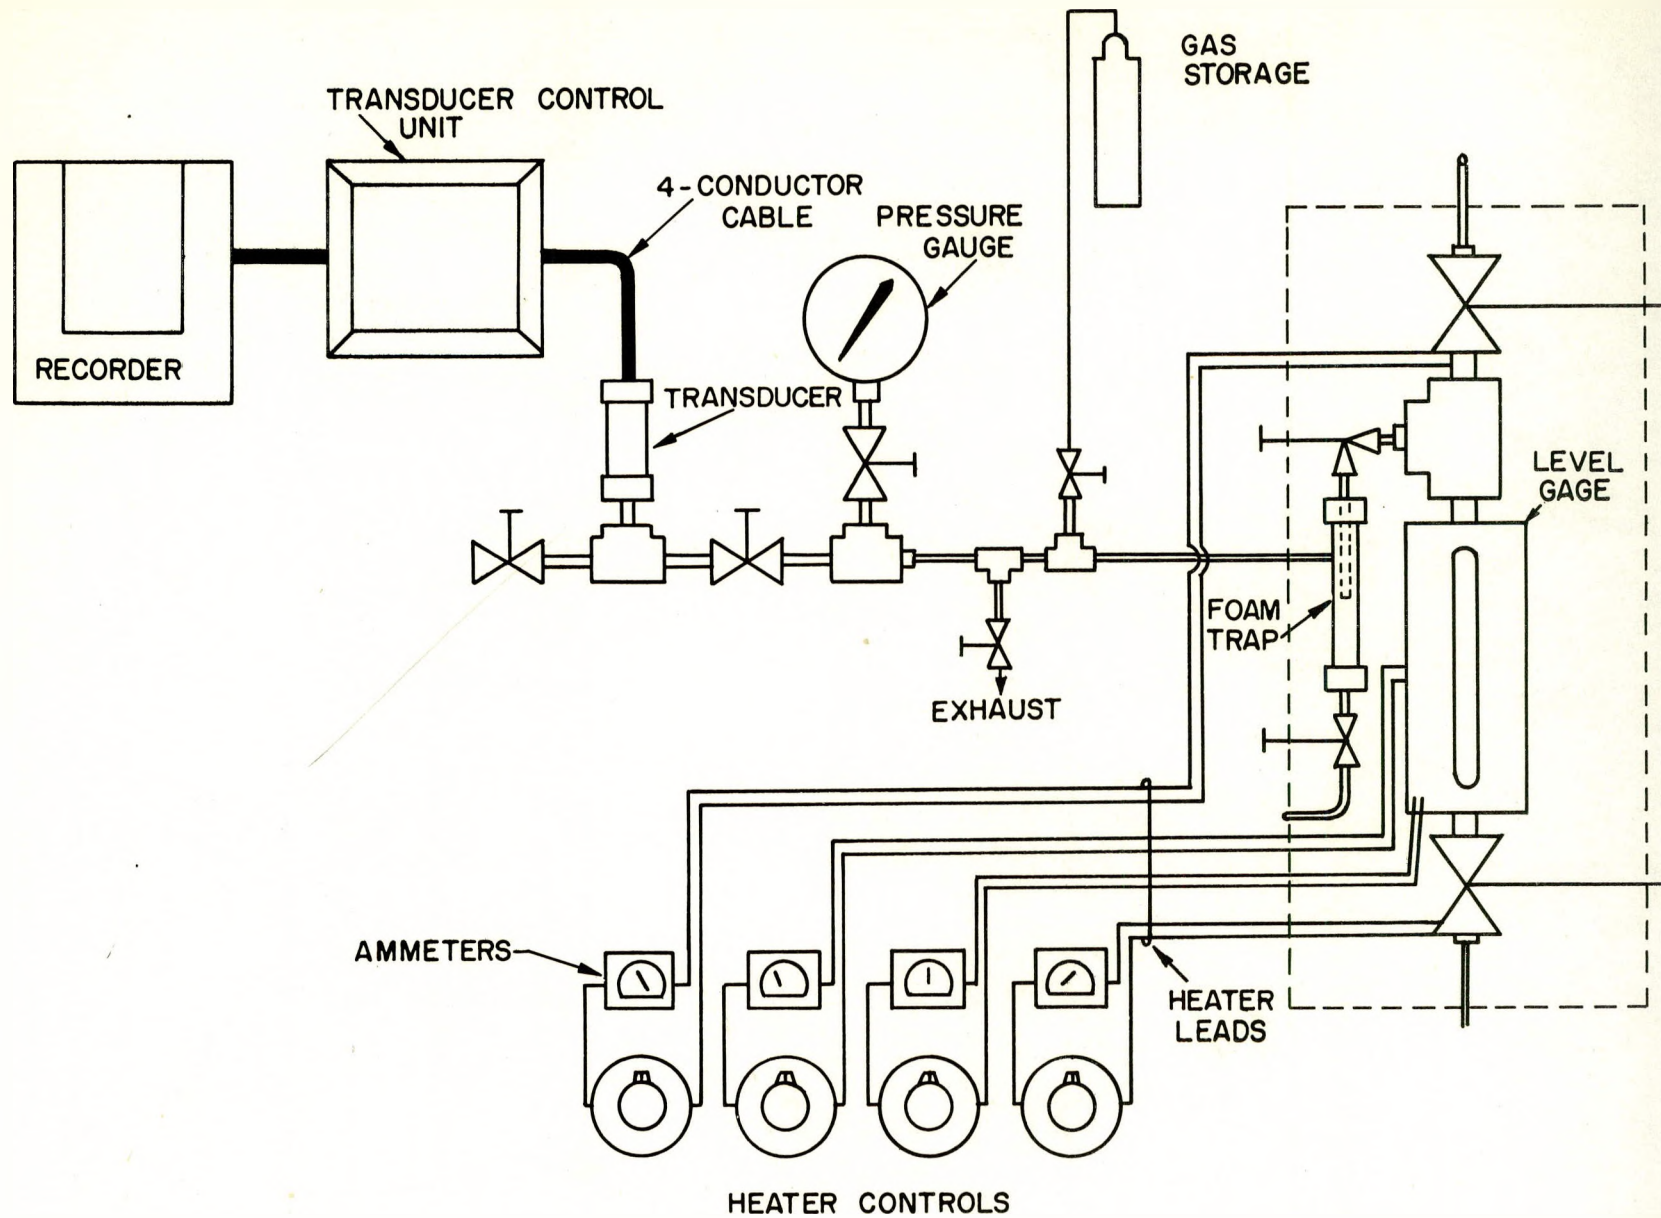 GAS
STORAGE
TRANSDUCER CONTROL
UNIT
4-CONDUCTOR
CABLE
PRESSURE
GAUGE
RECORDER
TRANSDUCER
LEVEL
GAGE
FOAM
TRAP
EXHAUST
AMMETERS
HEATER
LEADS
HEATER CONTROLS